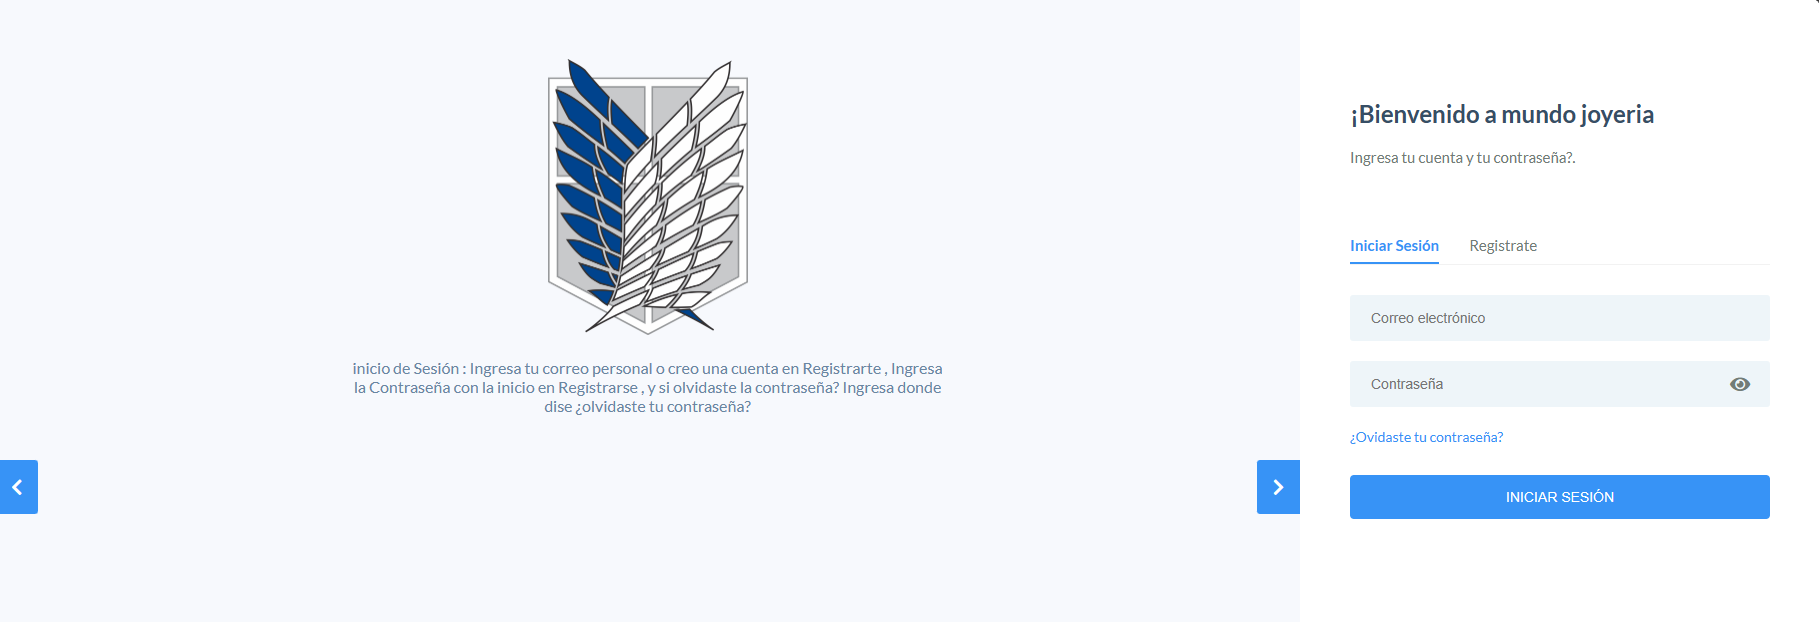 inicio de Sesión : Ingresa tu correo personal o creo una cuenta en Registrarte , Ingresa
la Contraseña con la inicio en Registrarse , y si olvidaste la contraseña? Ingresa donde
dise ¿olvidaste tu contraseña?
¡Bienvenido a mundo joyeria
Ingresa tu cuenta y tu contraseña?.
Iniciar Sesión Registrate
Correo electrónico
Contraseña
¿Ovidaste tu contraseña?
INICIAR SESIÓN